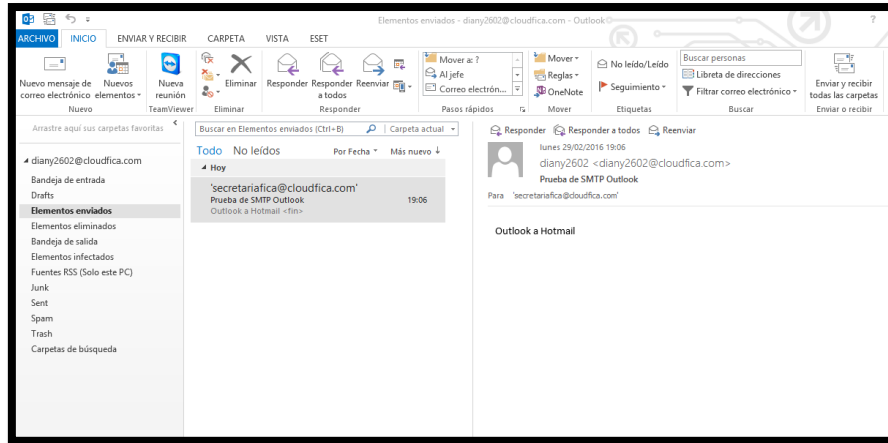 Elementos enviados - diany2602@cloudfica.com - Outlook
?
ARCHIVO INICIO ENVIAR Y RECIBIR CARPETA VISTA ESET
Nuevo mensaje de correo electrónico
Nuevos elementos
Nuevo
Nueva reunión
TeamViewer
Eliminar
Eliminar
Responder
Responder a todos
Reenviar
Responder
Mover a: ?
Al jefe
Correo electrón...
Pasos rápidos
Mover
Reglas
OneNote
Mover
No leído/Leído
Seguimiento
Etiquetas
Buscar personas
Libreta de direcciones
Filtrar correo electrónico
Buscar
Enviar y recibir todas las carpetas
Enviar o recibir
Arrastre aquí sus carpetas favoritas
diany2602@cloudfica.com
Bandeja de entrada
Drafts
Elementos enviados
Elementos eliminados
Bandeja de salida
Elementos infectados
Fuentes RSS (Solo este PC)
Junk
Sent
Spam
Trash
Carpetas de búsqueda
Buscar en Elementos enviados (Ctrl+B) Carpeta actual
Todo No leídos Por Fecha Más nuevo
Hoy
'secretariafica@cloudfica.com'
Prueba de SMTP Outlook 19:06
Outlook a Hotmail <fin>
Responder Responder a todos Reenviar
lunes 29/02/2016 19:06
diany2602 <diany2602@cloudfica.com>
Prueba de SMTP Outlook
Para 'secretariafica@cloudfica.com'
Outlook a Hotmail